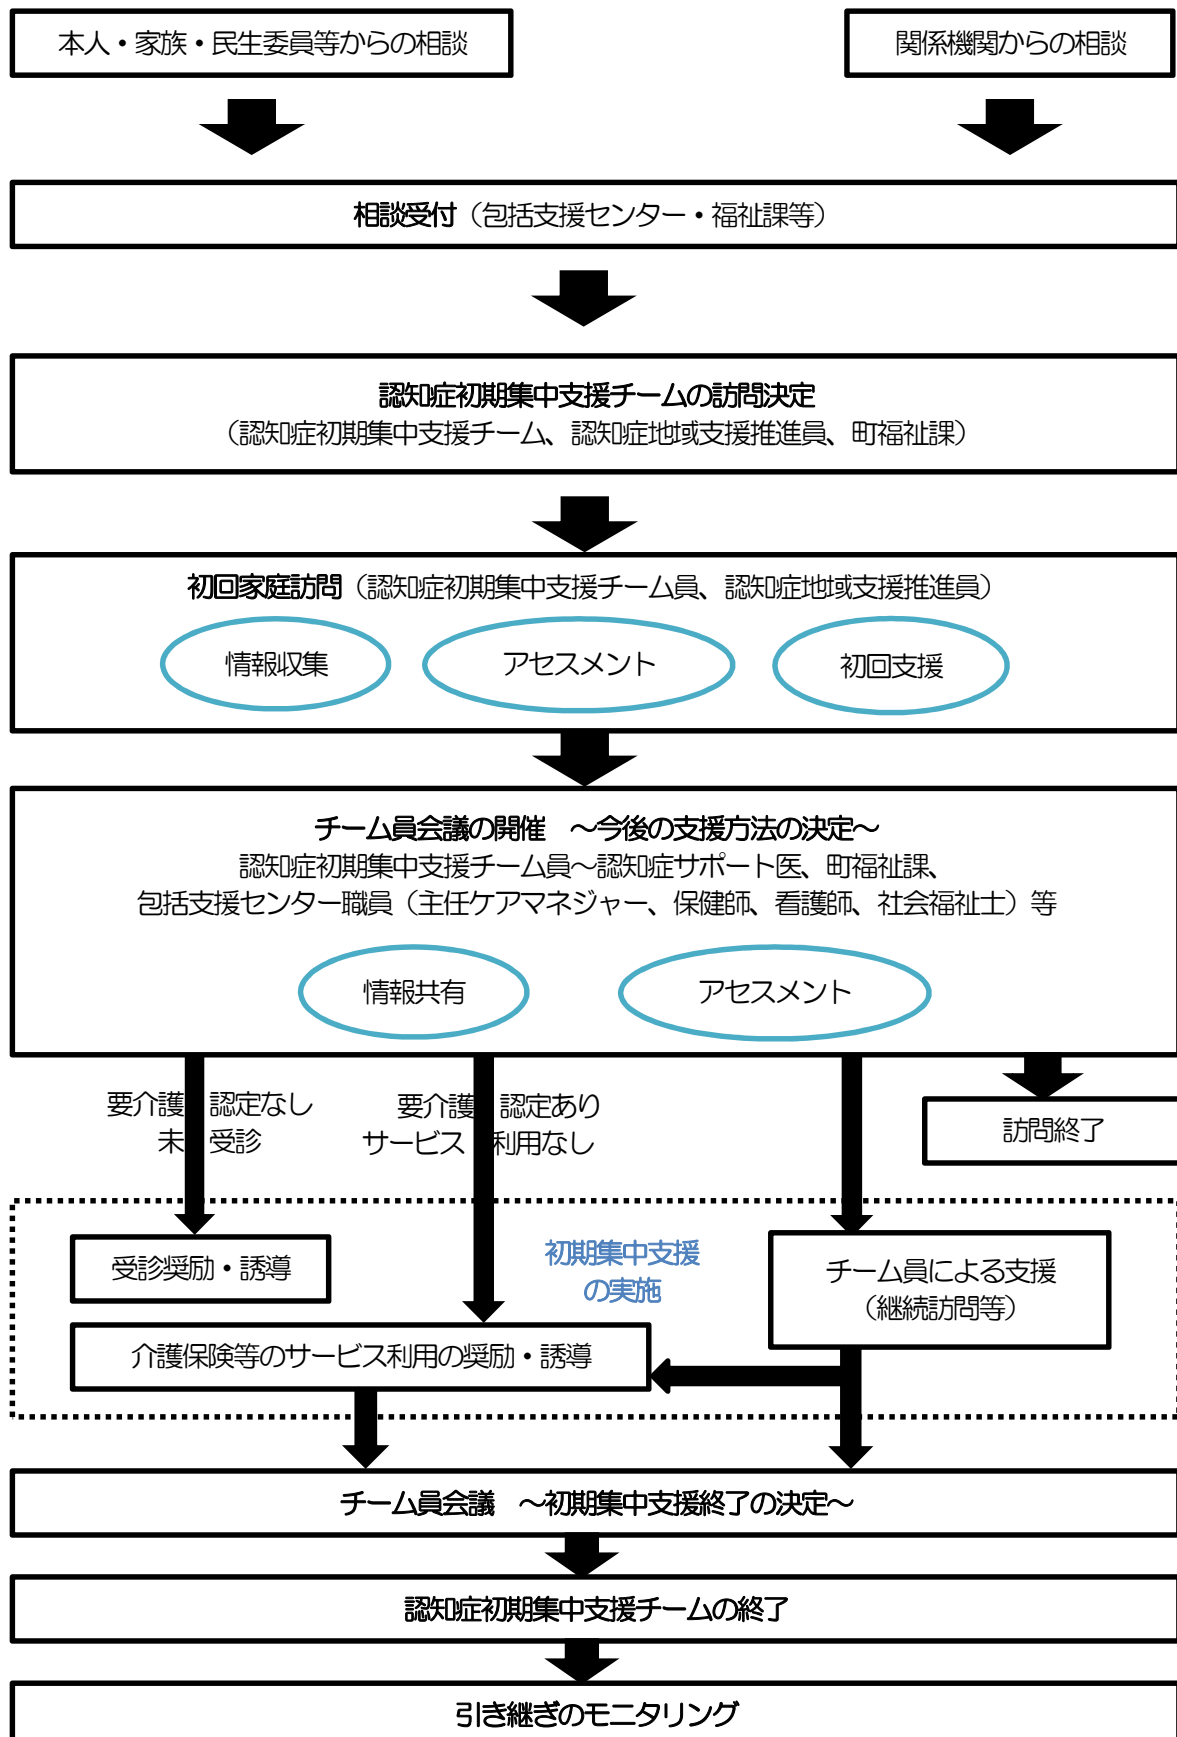 本人・家族・民生委員等からの相談
関係機関からの相談
相談受付（包括支援センター・福祉課等）
認知症初期集中支援チームの訪問決定
（認知症初期集中支援チーム、認知症地域支援推進員、町福祉課）
初回家庭訪問（認知症初期集中支援チーム員、認知症地域支援推進員）
情報収集
アセスメント
初回支援
チーム員会議の開催　～今後の支援方法の決定～
認知症初期集中支援チーム員～認知症サポート医、町福祉課、
包括支援センター職員（主任ケアマネジャー、保健師、看護師、社会福祉士）等
情報共有
アセスメント
要介護認定なし
未受診
要介護認定あり
サービス利用なし
訪問終了
受診奨励・誘導
初期集中支援
の実施
チーム員による支援
（継続訪問等）
介護保険等のサービス利用の奨励・誘導
チーム員会議　～初期集中支援終了の決定～
認知症初期集中支援チームの終了
引き継ぎのモニタリング